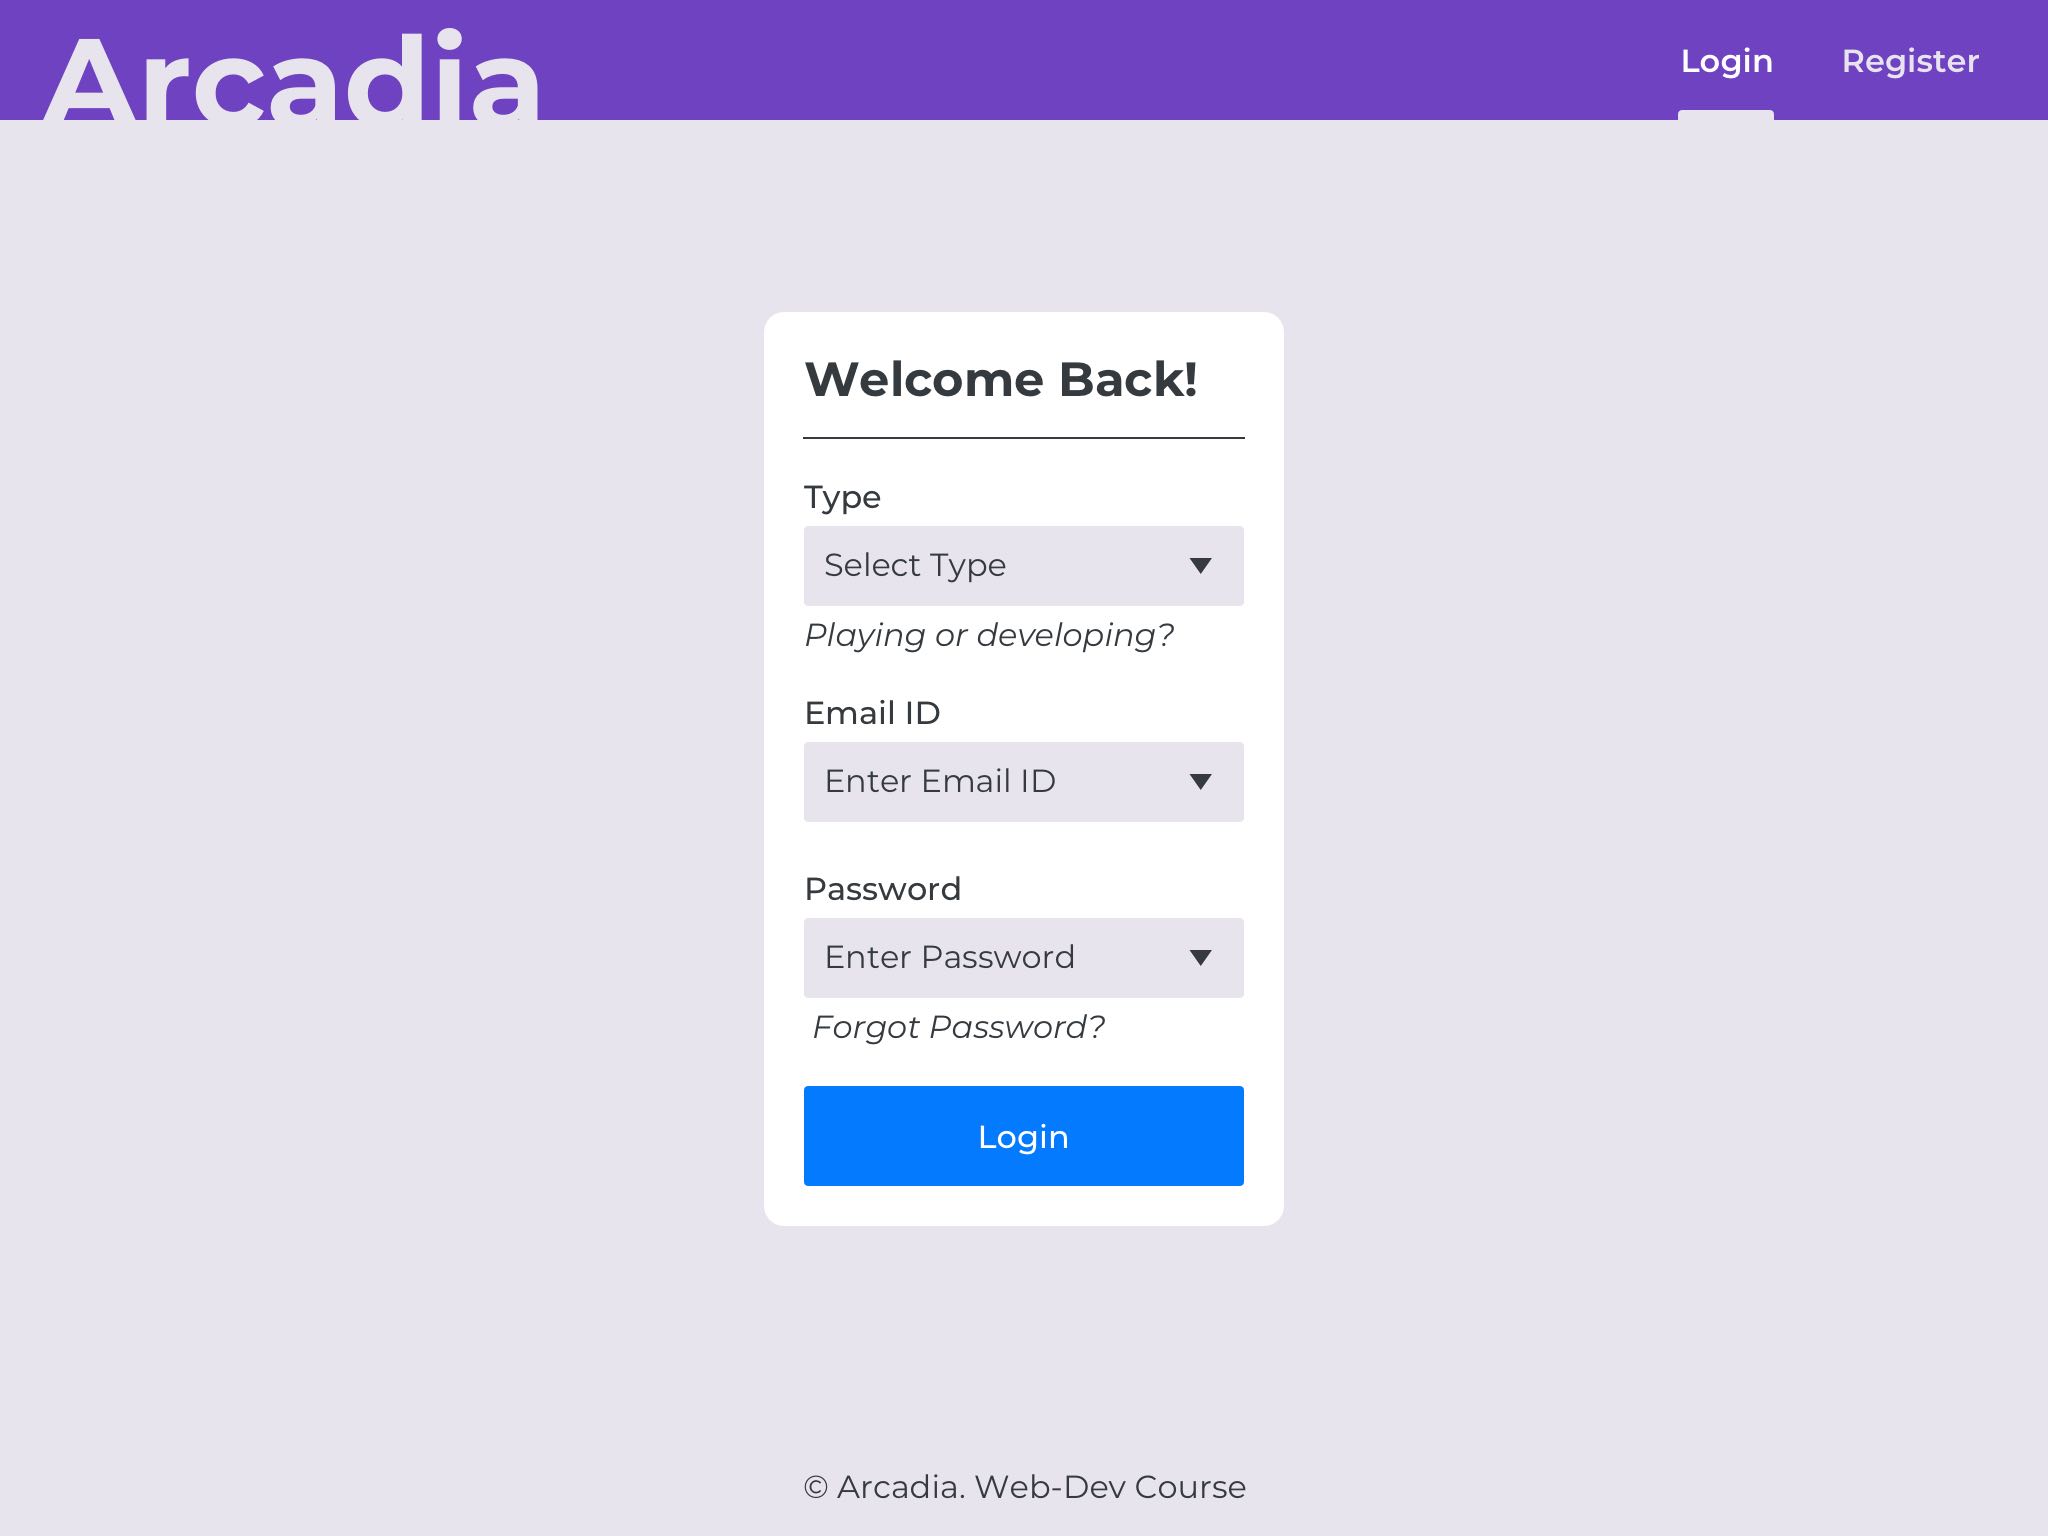 Arcadia
Login
Register
Welcome Back!
Type
Select Type
Playing or developing?
Email ID
Enter Email ID
Password
Enter Password
Forgot Password?
Login
© Arcadia. Web-Dev Course